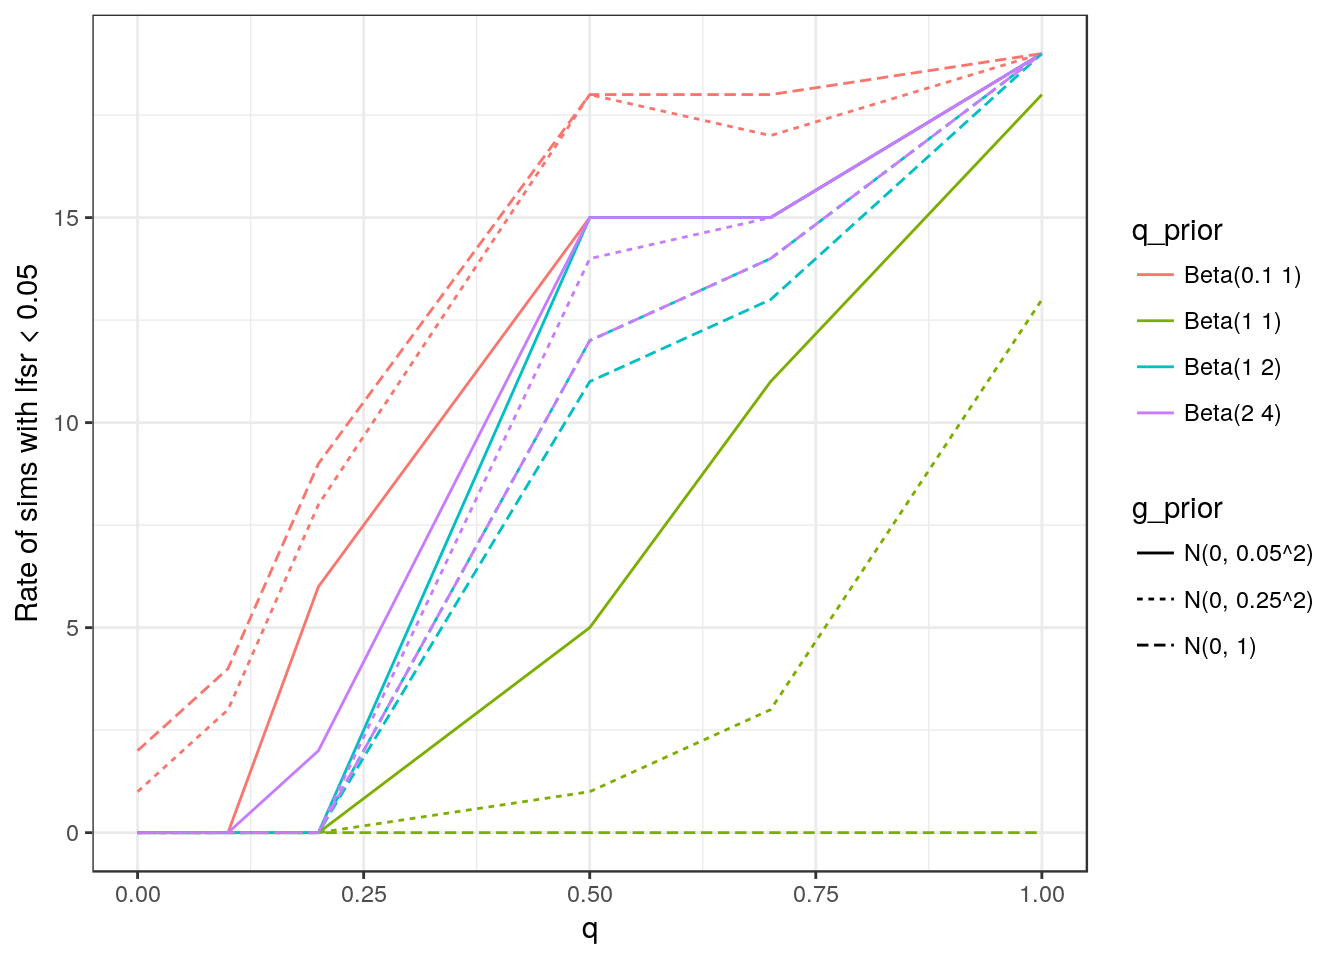 Rate of sims with lfsr < 0.05
15
10
5
0
0.00
0.25
0.50
0.75
1.00
q
q_prior
Beta(0.1 1)
Beta(1 1)
Beta(1 2)
Beta(2 4)
g_prior
N(0, 0.05^2)
N(0, 0.25^2)
N(0, 1)